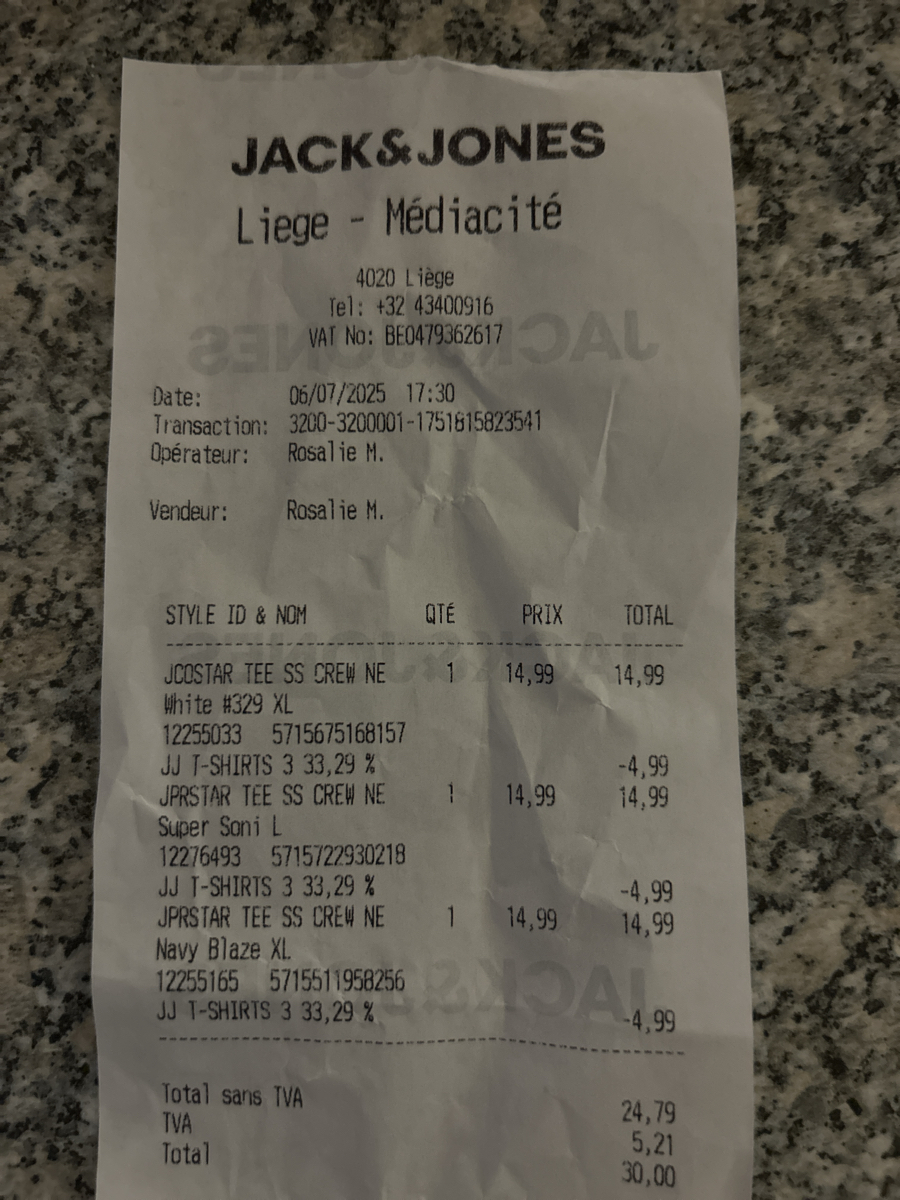 JACK&JONES
Liege - Médiacité
4020 Liège
Tel: +32 43400916
VAT No: BE0479362617
Date: 06/07/2025 17:30
Transaction: 3200-3200001-1751815823541
Opérateur: Rosalie M.
Vendeur: Rosalie M.
STYLE ID & NOM QTÉ PRIX TOTAL
JCOSTAR TEE SS CREW NE 1 14,99 14,99
White #329 XL
12255033 5715675168157
JJ T-SHIRTS 3 33,29 % -4,99
JPRSTAR TEE SS CREW NE 1 14,99 14,99
Super Soni L
12276493 5715722930218
JJ T-SHIRTS 3 33,29 % -4,99
JPRSTAR TEE SS CREW NE 1 14,99 14,99
Navy Blaze XL
12255165 5715511958256
JJ T-SHIRTS 3 33,29 % -4,99
Total sans TVA 24,79
TVA 5,21
Total 30,00